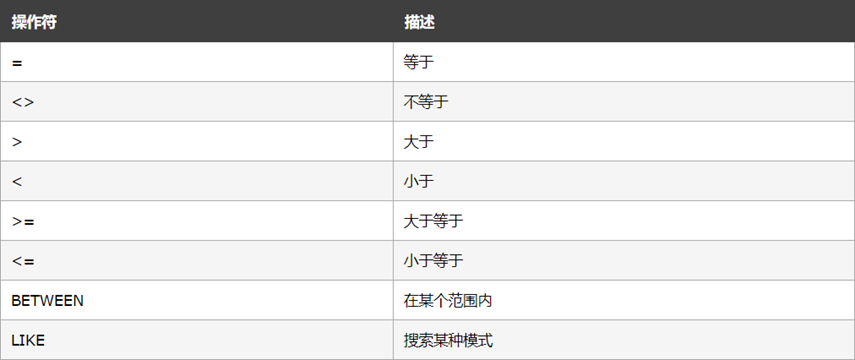 操作符 描述
= 等于
<> 不等于
> 大于
< 小于
>= 大于等于
<= 小于等于
BETWEEN 在某个范围内
LIKE 搜索某种模式